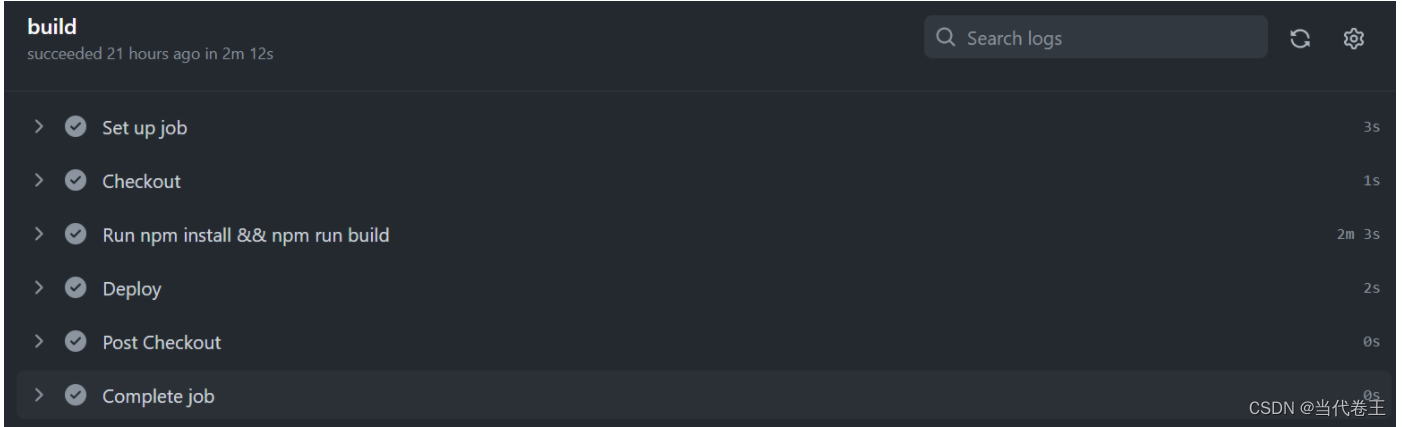 build
succeeded 21 hours ago in 2m 12s
Search logs
Set up job 3s
Checkout 1s
Run npm install && npm run build 2m 3s
Deploy 2s
Post Checkout 0s
Complete job 0s
CSDN @当代卷王